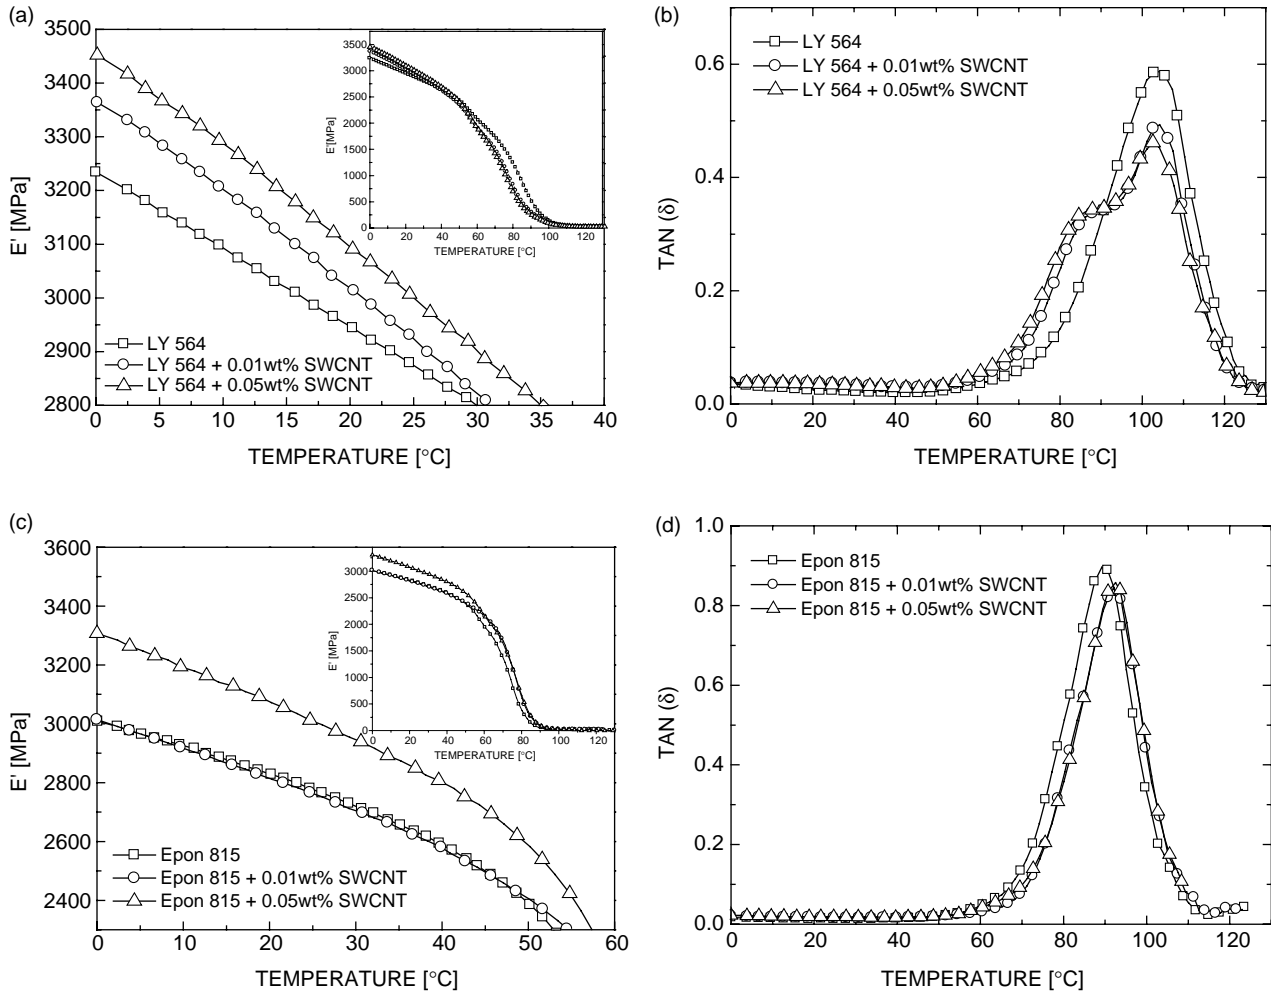 (a)
3500
3400
3300
3200
3100
3000
2900
2800
E' [MPa]
0 5 10 15 20 25 30 35 40
TEMPERATURE [°C]
LY 564
LY 564 + 0.01wt% SWCNT
LY 564 + 0.05wt% SWCNT
3500
3000
2500
2000
1500
1000
500
0
E'[MPa]
0 20 40 60 80 100 120
TEMPERATURE [°C]
(b)
0.6
0.4
0.2
0.0
TAN (δ)
0 20 40 60 80 100 120
TEMPERATURE [°C]
LY 564
LY 564 + 0.01wt% SWCNT
LY 564 + 0.05wt% SWCNT
(c)
3600
3400
3200
3000
2800
2600
2400
E' [MPa]
0 10 20 30 40 50 60
TEMPERATURE [°C]
Epon 815
Epon 815 + 0.01wt% SWCNT
Epon 815 + 0.05wt% SWCNT
3000
2500
2000
1500
1000
500
0
E' [MPa]
0 20 40 60 80 100 120
TEMPERATURE [°C]
(d)
1.0
0.8
0.6
0.4
0.2
0.0
TAN (δ)
0 20 40 60 80 100 120
TEMPERATURE [°C]
Epon 815
Epon 815 + 0.01wt% SWCNT
Epon 815 + 0.05wt% SWCNT